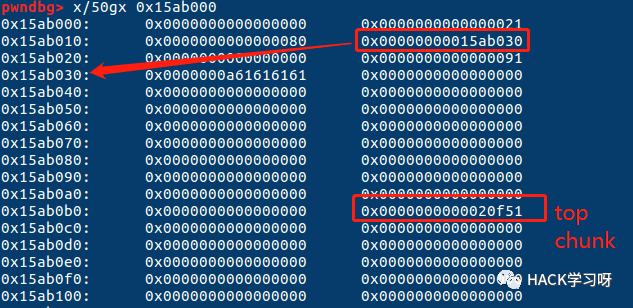 pwndbg> x/50gx 0x15ab000
0x15ab000: 0x0000000000000000 0x0000000000000021
0x15ab010: 0x0000000000000080 0x00000000015ab030
0x15ab020: 0x0000000000000000 0x0000000000000091
0x15ab030: 0x0000000a61616161 0x0000000000000000
0x15ab040: 0x0000000000000000 0x0000000000000000
0x15ab050: 0x0000000000000000 0x0000000000000000
0x15ab060: 0x0000000000000000 0x0000000000000000
0x15ab070: 0x0000000000000000 0x0000000000000000
0x15ab080: 0x0000000000000000 0x0000000000000000
0x15ab090: 0x0000000000000000 0x0000000000000000
0x15ab0a0: 0x0000000000000000 0x0000000000000000
0x15ab0b0: 0x0000000000000000 0x0000000000020f51 top
0x15ab0c0: 0x0000000000000000 0x0000000000000000 chunk
0x15ab0d0: 0x0000000000000000 0x0000000000000000
0x15ab0e0: 0x0000000000000000 0x0000000000000000
0x15ab0f0: 0x0000000000000000 HACK学习呀
0x15ab100: 0x0000000000000000 0x0000000000000000